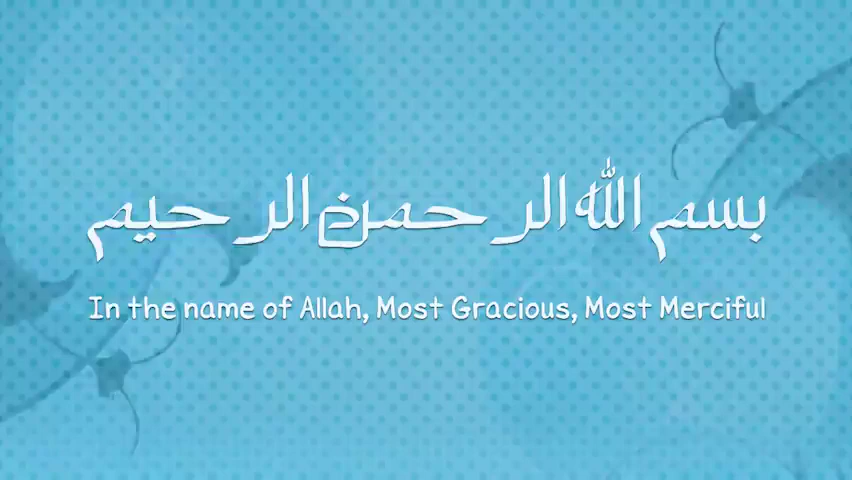 بسم الله الرحمن الرحيم
In the name of Allah, Most Gracious, Most Merciful